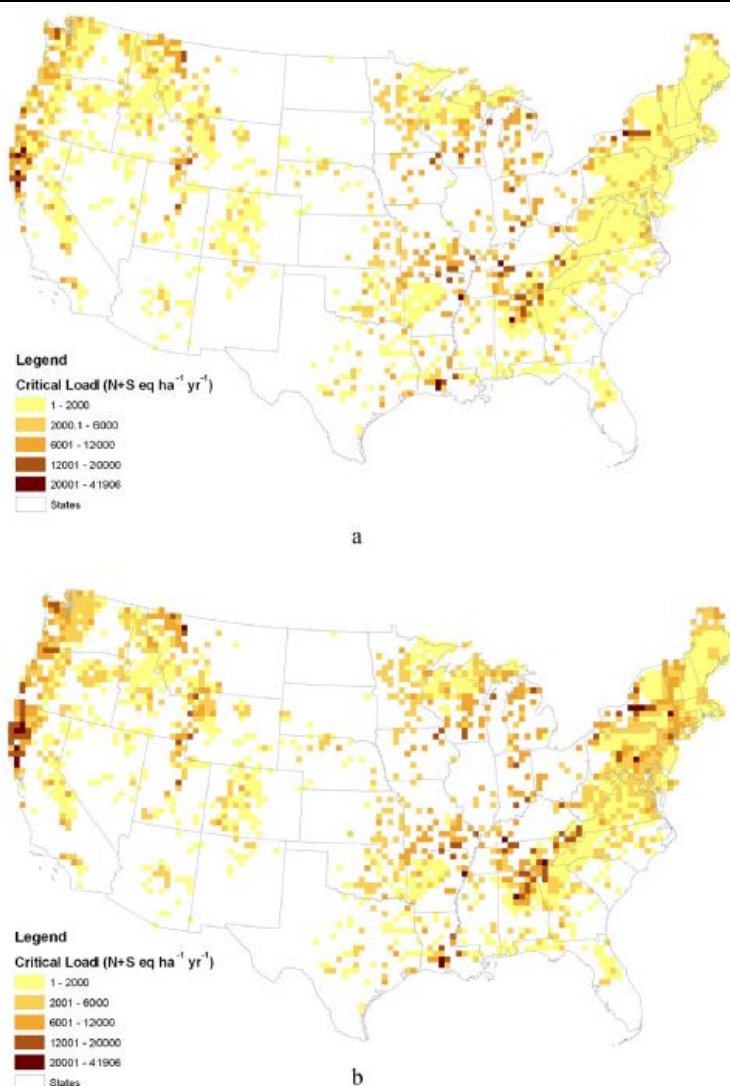 Legend
Critical Load (N+S eq ha⁻¹ yr⁻¹)
1 - 2000
2000.1 - 6000
6001 - 12000
12001 - 20000
20001 - 41906
States
a
Legend
Critical Load (N+S eq ha⁻¹ yr⁻¹)
1 - 2000
2001 - 6000
6001 - 12000
12001 - 20000
20001 - 41906
States
b